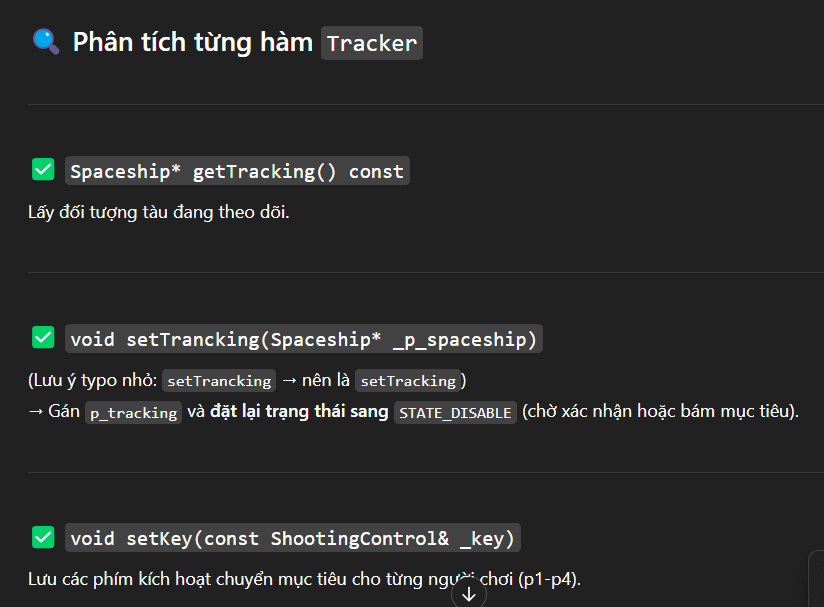 Phân tích từng hàm Tracker
Spaceship* getTracking() const
Lấy đối tượng tàu đang theo dõi.
void setTrancking(Spaceship* _p_spaceship)
(Lưu ý typo nhỏ: setTrancking → nên là setTracking)
→ Gán p_tracking và đặt lại trạng thái sang STATE_DISABLE (chờ xác nhận hoặc bám mục tiêu).
void setKey(const ShootingControl& _key)
Lưu các phím kích hoạt chuyển mục tiêu cho từng người chơi (p1-p4).